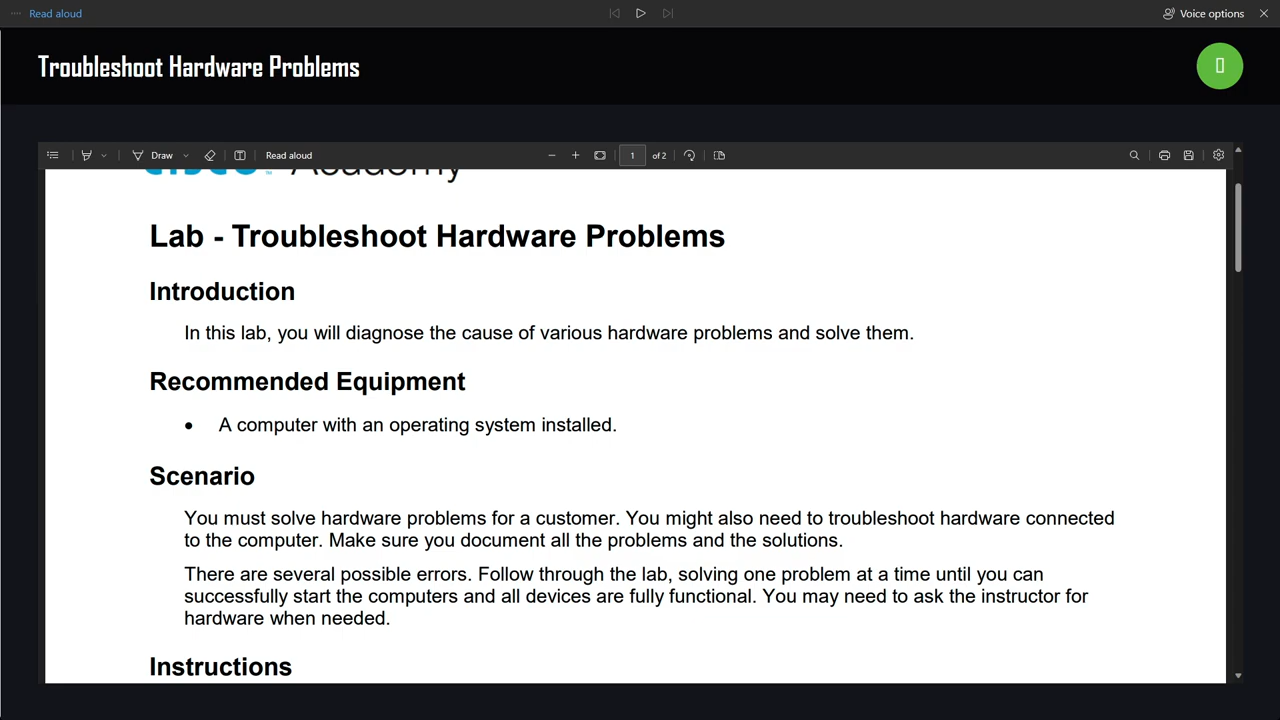 Read aloud
Voice options
Troubleshoot Hardware Problems
Draw
Read aloud
1
of 2
CISCO Academy
Lab - Troubleshoot Hardware Problems
Introduction
In this lab, you will diagnose the cause of various hardware problems and solve them.
Recommended Equipment
• A computer with an operating system installed.
Scenario
You must solve hardware problems for a customer. You might also need to troubleshoot hardware connected
to the computer. Make sure you document all the problems and the solutions.
There are several possible errors. Follow through the lab, solving one problem at a time until you can
successfully start the computers and all devices are fully functional. You may need to ask the instructor for
hardware when needed.
Instructions